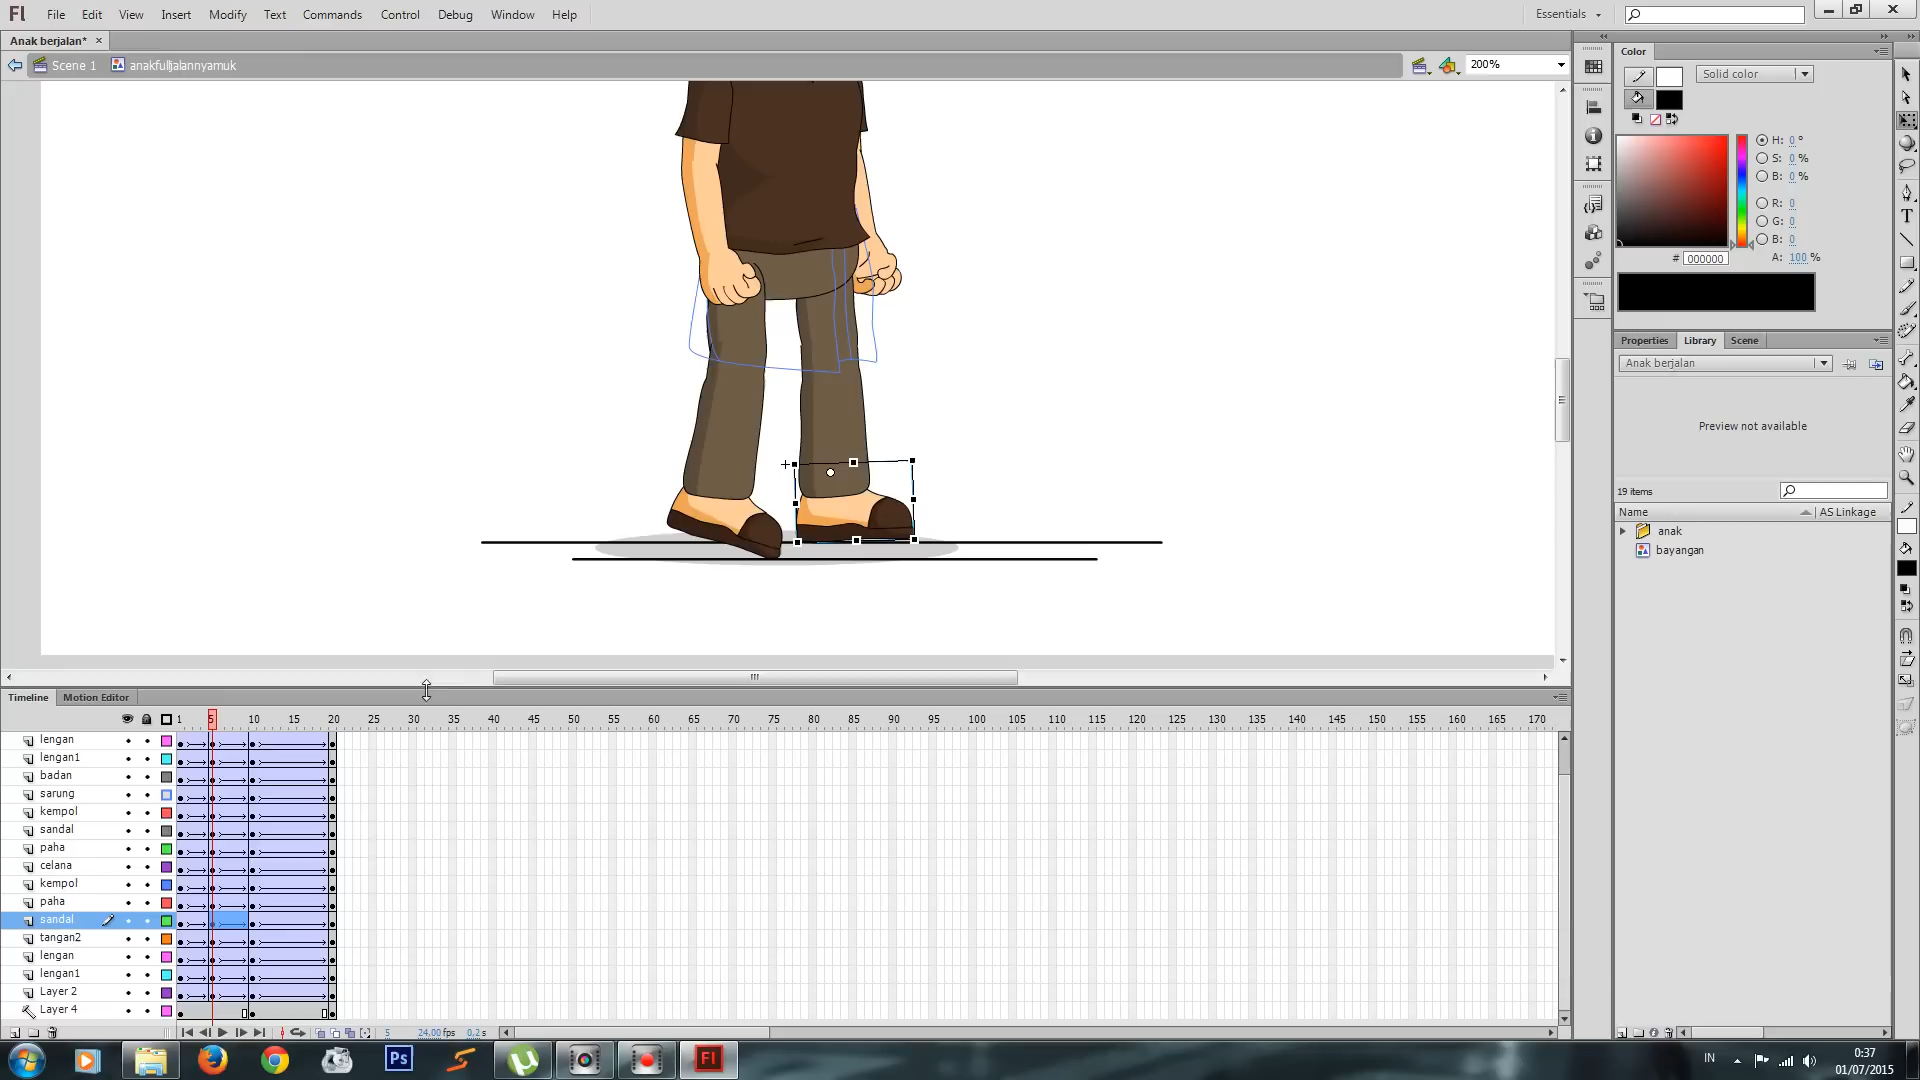 Fl File Edit View Insert Modify Text Commands Control Debug Window Help Essentials
Anak berjalan*
Scene 1 anakfulljalannyamuk 200%
Color
Solid color
H: 0 °
S: 0 %
B: 0 %
R: 0
G: 0
B: 0
# 000000 A: 100 %
Properties Library Scene
Anak berjalan
Preview not available
19 items
Name AS Linkage
anak
bayangan
Timeline Motion Editor
1 5 10 15 20 25 30 35 40 45 50 55 60 65 70 75 80 85 90 95 100 105 110 115 120 125 130 135 140 145 150 155 160 165 170
lengan
lengan1
badan
sarung
kempol
sandal
paha
celana
kempol
paha
sandal
tangan2
lengan
lengan1
Layer 2
Layer 4
5 24.00 fps 0.2 s
Ps Fl IN 0:37
01/07/2015